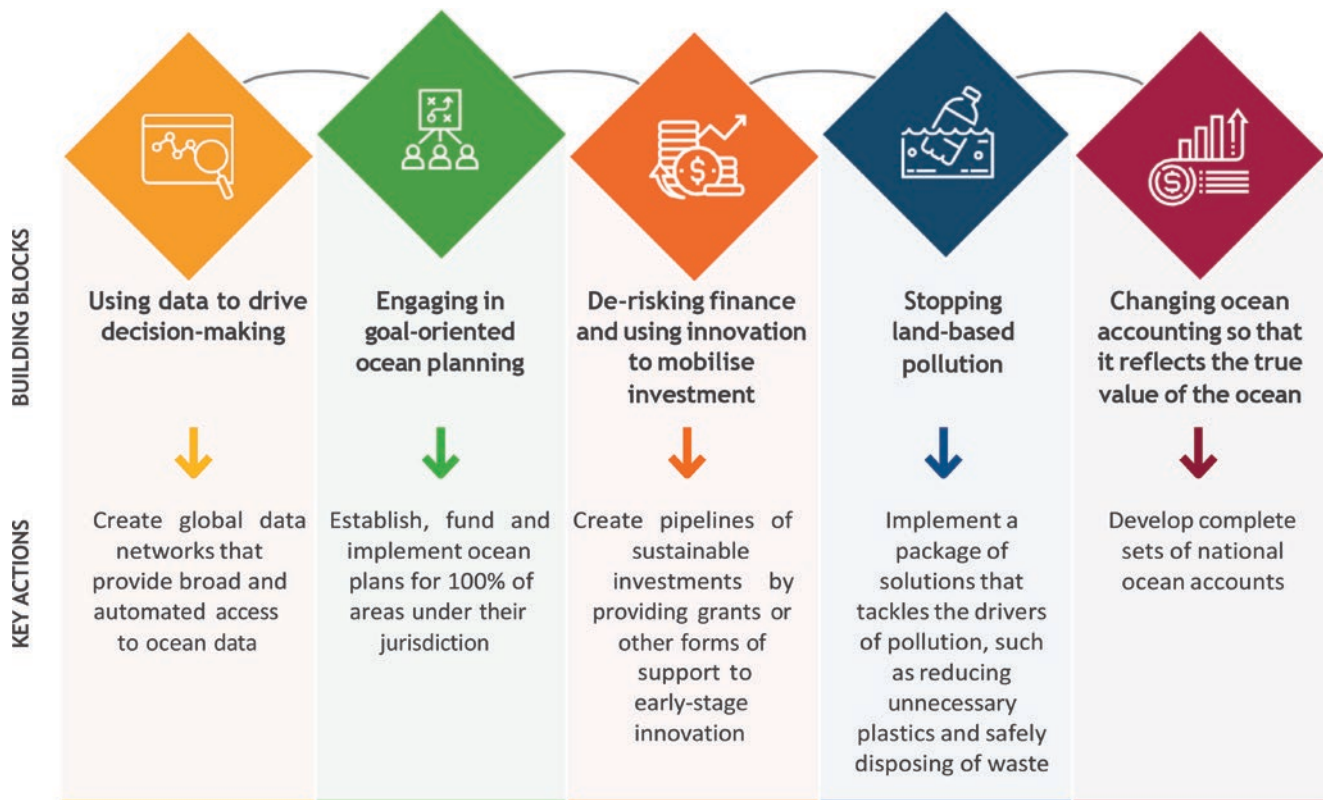 BUILDING BLOCKS
Using data to drive
decision-making
Engaging in
goal-oriented
ocean planning
De-risking finance
and using innovation
to mobilise
investment
Stopping
land-based
pollution
Changing ocean
accounting so that
it reflects the true
value of the ocean
KEY ACTIONS
Create global data
networks that
provide broad and
automated access
to ocean data
Establish, fund and
implement ocean
plans for 100% of
areas under their
jurisdiction
Create pipelines of
sustainable
investments by
providing grants or
other forms of
support to
early-stage
innovation
Implement a
package of
solutions that
tackles the drivers
of pollution, such
as reducing
unnecessary
plastics and safely
disposing of waste
Develop complete
sets of national
ocean accounts